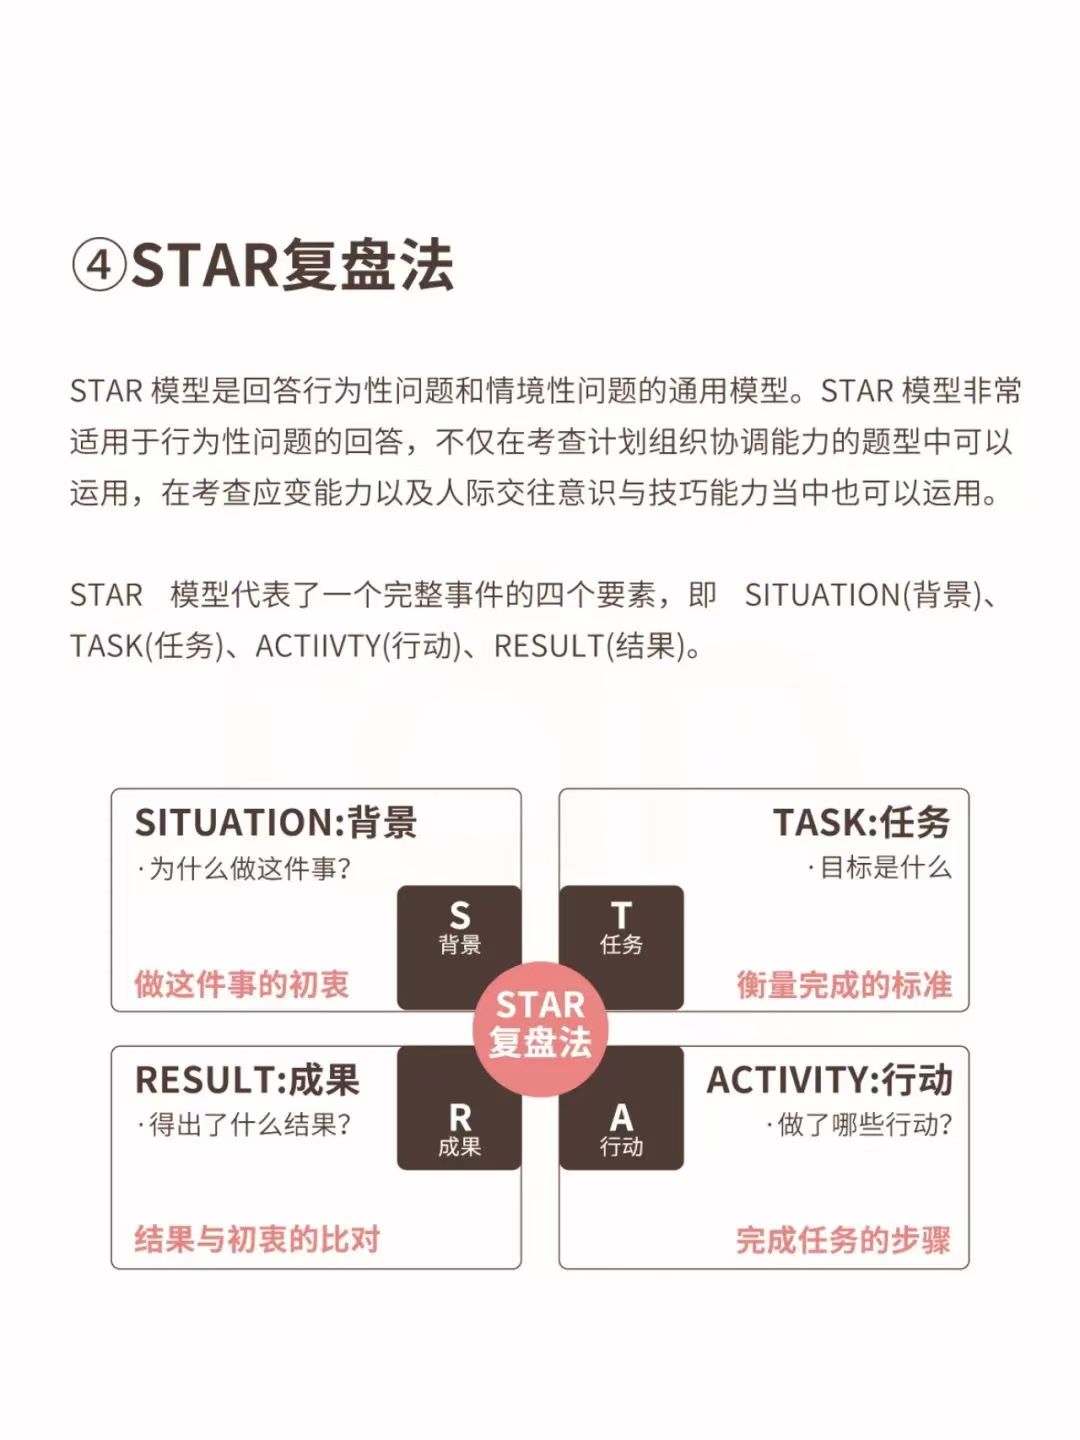 ④STAR复盘法
STAR 模型是回答行为性问题和情境性问题的通用模型。STAR 模型非常
适用于行为性问题的回答，不仅在考查计划组织协调能力的题型中可以
运用，在考查应变能力以及人际交往意识与技巧能力当中也可以运用。
STAR 模型代表了一个完整事件的四个要素，即 SITUATION(背景)、
TASK(任务)、ACTIIVTY(行动)、RESULT(结果)。
SITUATION:背景
·为什么做这件事？
S
背景
做这件事的初衷
TASK:任务
·目标是什么
T
任务
衡量完成的标准
STAR
复盘法
RESULT:成果
·得出了什么结果？
R
成果
结果与初衷的比对
ACTIVITY:行动
·做了哪些行动？
A
行动
完成任务的步骤